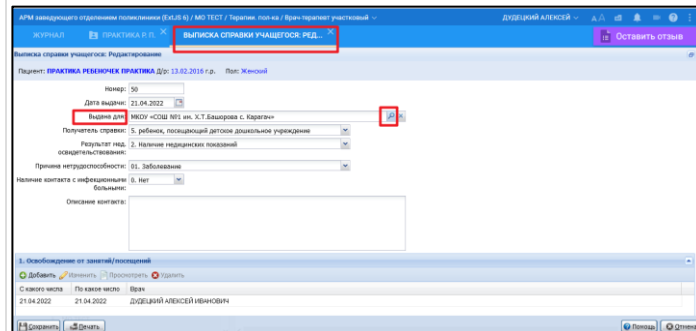 АРМ заведующего отделением поликлиники (ExtJS 6) / МО ТЕСТ / Терапия. пол-ка / Врач-терапевт участковый
ДУДЕЦКИЙ АЛЕКСЕЙ
ЖУРНАЛ
ПРАКТИКА Р. П.
ВЫПИСКА СПРАВКИ УЧАЩЕГОСЯ: РЕД...
Оставить отзыв
Выписка справки учащегося: Редактирование
Пациент: ПРАКТИКА РЕБЕНОЧЕК ПРАКТИКА Д/р: 13.02.2016 г.р. Пол: Женский
Номер: 50
Дата выдачи: 21.04.2022
Выдана для: МКОУ «СОШ №1 им. Х.Т.Башорова с. Карагач»
Получатель справки: 5. ребенок, посещающий детское дошкольное учреждение
Результат мед. освидетельствования: 2. Наличие медицинских показаний
Причина нетрудоспособности: 01. Заболевание
Наличие контакта с инфекционными больными: 0. Нет
Описание контакта:
1. Освобождение от занятий/посещений
Добавить Изменить Просмотреть Удалить
С какого числа По какое число Врач
21.04.2022 21.04.2022 ДУДЕЦКИЙ АЛЕКСЕЙ ИВАНОВИЧ
Сохранить Печать Помощь Отмена